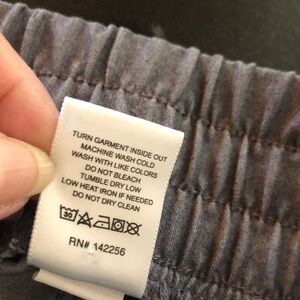 TURN GARMENT INSIDE OUT
MACHINE WASH COLD
WASH WITH LIKE COLORS
DO NOT BLEACH
TUMBLE DRY LOW
LOW HEAT IRON IF NEEDED
DO NOT DRY CLEAN
30
RN# 142256